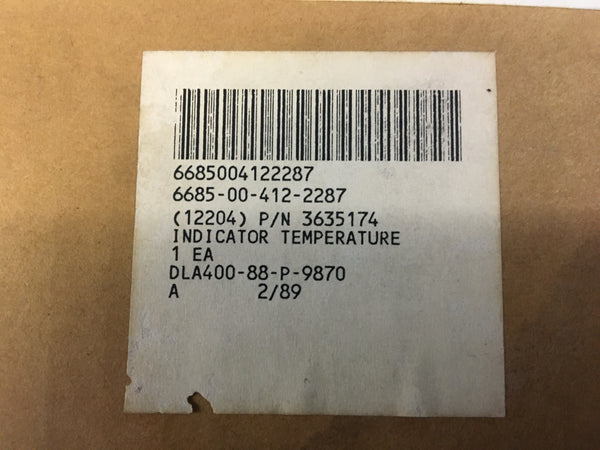 6685004122287
6685-00-412-2287
(12204) P/N 3635174
INDICATOR TEMPERATURE
1 EA
DLA400-88-P-9870
A 2/89